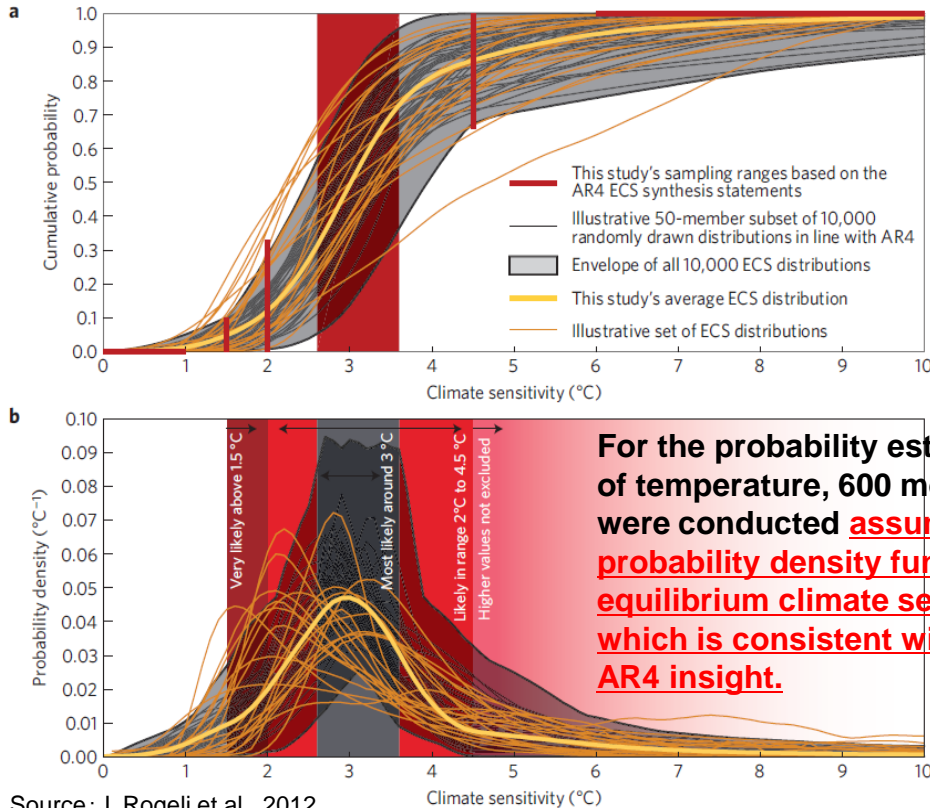 a
1.0
0.9
0.8
0.7
0.6
0.5
0.4
0.3
0.2
0.1
0.0
Cumulative probability
This study's sampling ranges based on the
AR4 ECS synthesis statements
Illustrative 50-member subset of 10,000
randomly drawn distributions in line with AR4
Envelope of all 10,000 ECS distributions
This study's average ECS distribution
Illustrative set of ECS distributions
0 1 2 3 4 5 6 7 8 9 10
Climate sensitivity (°C)
b
0.10
0.09
0.08
0.07
0.06
0.05
0.04
0.03
0.02
0.01
0.00
Probability density (°C⁻¹)
Very likely above 1.5 °C
Most likely around 3 °C
Likely in range 2°C to 4.5 °C
Higher values not excluded
For the probability est
of temperature, 600 m
were conducted assu
probability density fu
equilibrium climate se
which is consistent w
AR4 insight.
0 1 2 3 4 5 6 7 8 9 10
Climate sensitivity (°C)
Source: J. Rogelj et al., 2012